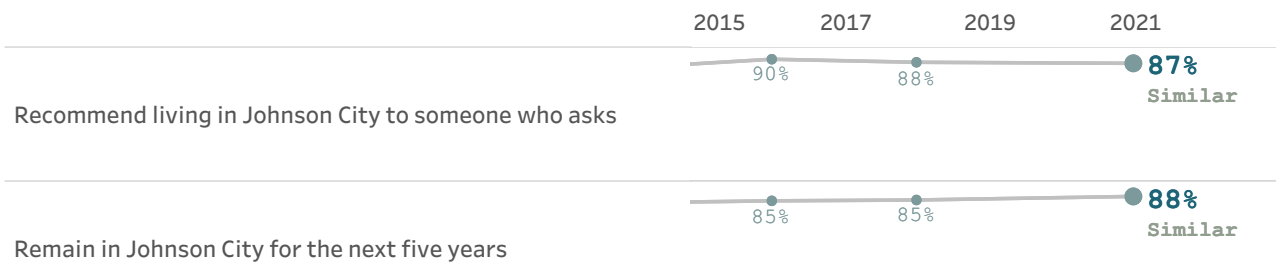 2015 2017 2019 2021
90% 88% 87%
Similar
Recommend living in Johnson City to someone who asks
85% 85% 88%
Similar
Remain in Johnson City for the next five years